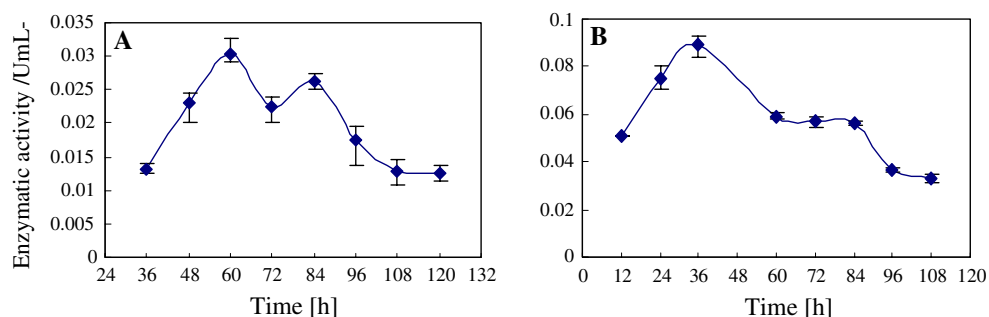 Enzymatic activity /UmL-
A
0.035
0.03
0.025
0.02
0.015
0.01
0.005
0
24 36 48 60 72 84 96 108 120 132
Time [h]
B
0.1
0.08
0.06
0.04
0.02
0
0 12 24 36 48 60 72 84 96 108 120
Time [h]